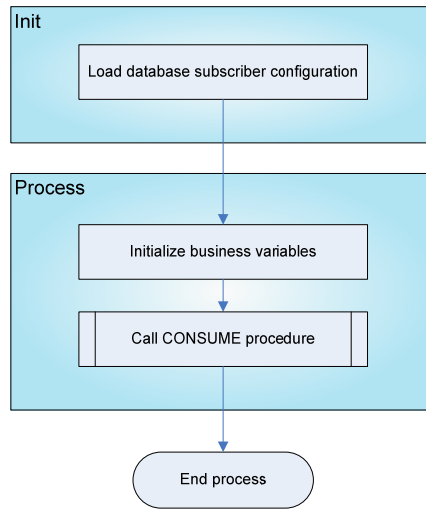 Init
Load database subscriber configuration
Process
Initialize business variables
Call CONSUME procedure
End process